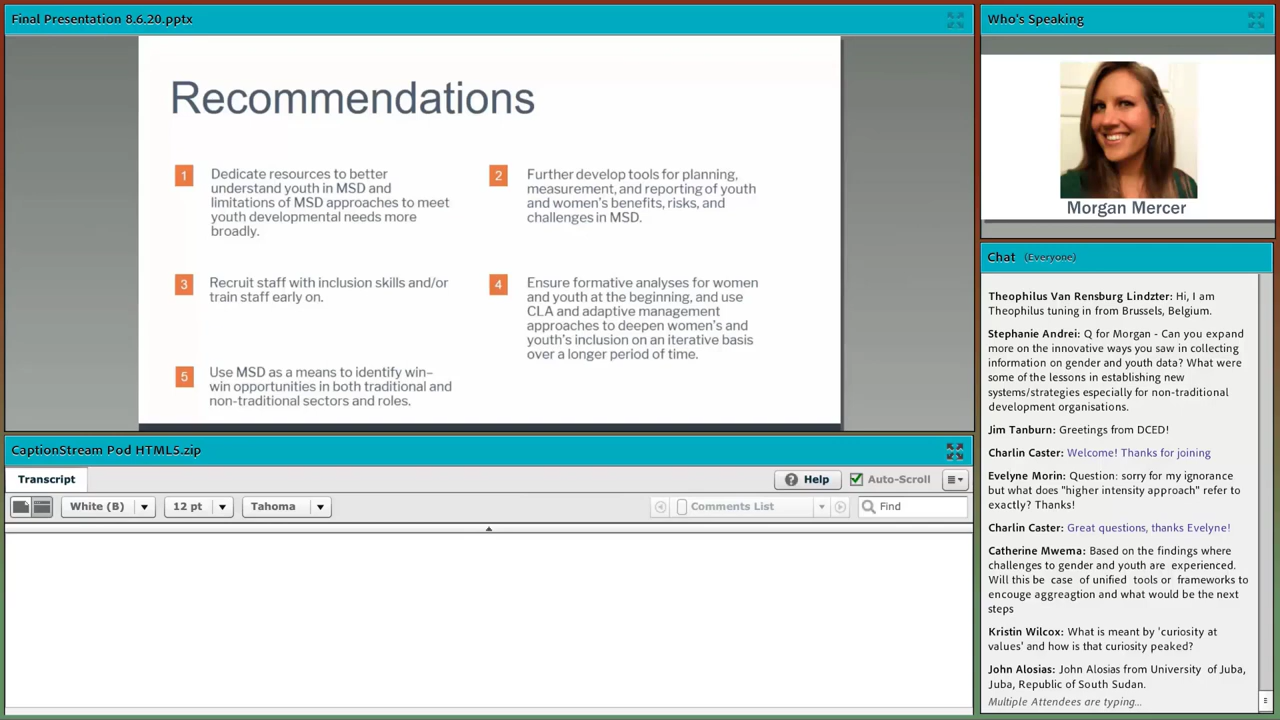 Final Presentation 8.6.20.pptx
Recommendations
1
Dedicate resources to better
understand youth in MSD and
limitations of MSD approaches to meet
youth developmental needs more
broadly.
2
Further develop tools for planning,
measurement, and reporting of youth
and women's benefits, risks, and
challenges in MSD.
3
Recruit staff with inclusion skills and/or
train staff early on.
4
Ensure formative analyses for women
and youth at the beginning, and use
CLA and adaptive management
approaches to deepen women's and
youth's inclusion on an iterative basis
over a longer period of time.
5
Use MSD as a means to identify win–
win opportunities in both traditional and
non-traditional sectors and roles.
CaptionStream Pod HTML5.zip
Transcript
Help
Auto-Scroll
White (B)
12 pt
Tahoma
Comments List
Find
Who's Speaking
Morgan Mercer
Chat (Everyone)
Theophilus Van Rensburg Lindzter: Hi, I am
Theophilus tuning in from Brussels, Belgium.
Stephanie Andrei: Q for Morgan - Can you expand
more on the innovative ways you saw in collecting
information on gender and youth data? What were
some of the lessons in establishing new
systems/strategies especially for non-traditional
development organisations.
Jim Tanburn: Greetings from DCED!
Charlin Caster: Welcome! Thanks for joining
Evelyne Morin: Question: sorry for my ignorance
but what does "higher intensity approach" refer to
exactly? Thanks!
Charlin Caster: Great questions, thanks Evelyne!
Catherine Mwema: Based on the findings where
challenges to gender and youth are experienced.
Will this be case of unified tools or frameworks to
encouge aggreagtion and what would be the next
steps
Kristin Wilcox: What is meant by 'curiosity at
values' and how is that curiosity peaked?
John Alosias: John Alosias from University of Juba,
Juba, Republic of South Sudan.
Multiple Attendees are typing...